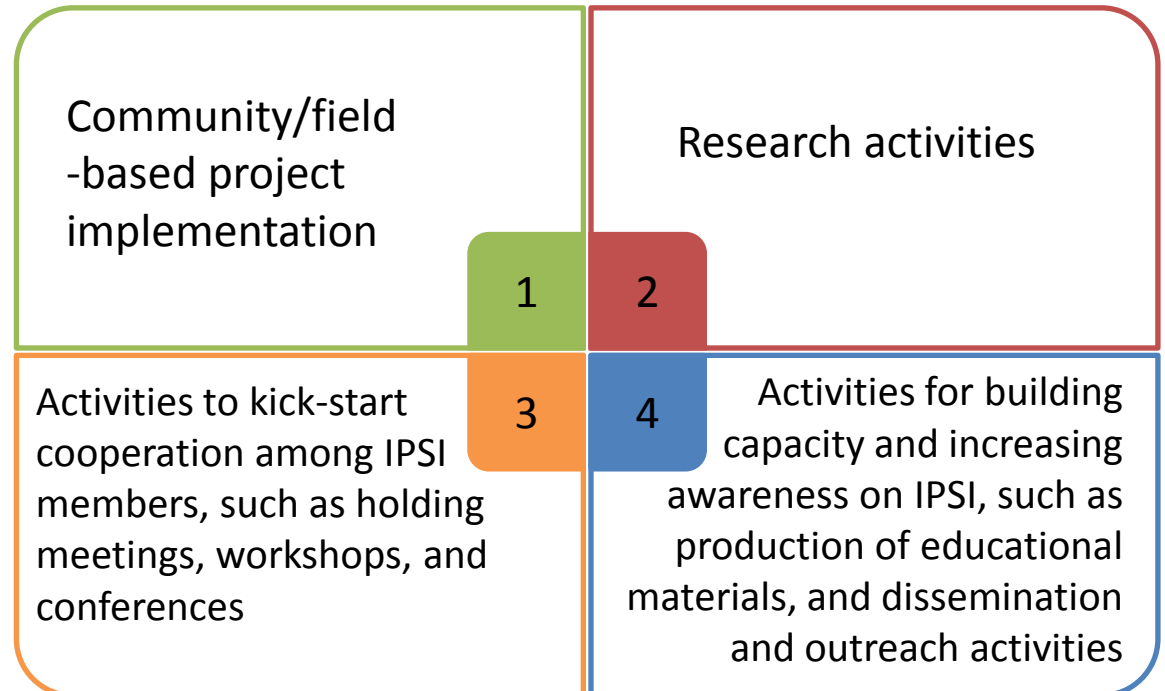 Community/field
-based project
implementation
1
Research activities
2
Activities to kick-start
cooperation among IPSI
members, such as holding
meetings, workshops, and
conferences
3
4
Activities for building
capacity and increasing
awareness on IPSI, such as
production of educational
materials, and dissemination
and outreach activities